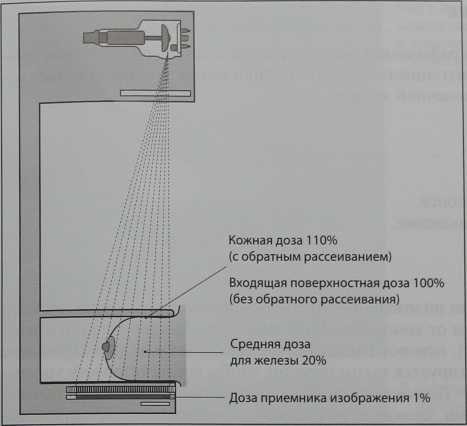 Кожная доза 110%
(с обратным рассеиванием)
Входящая поверхностная доза 100%
(без обратного рассеивания)
Средняя доза
для железы 20%
Доза приемника изображения 1%